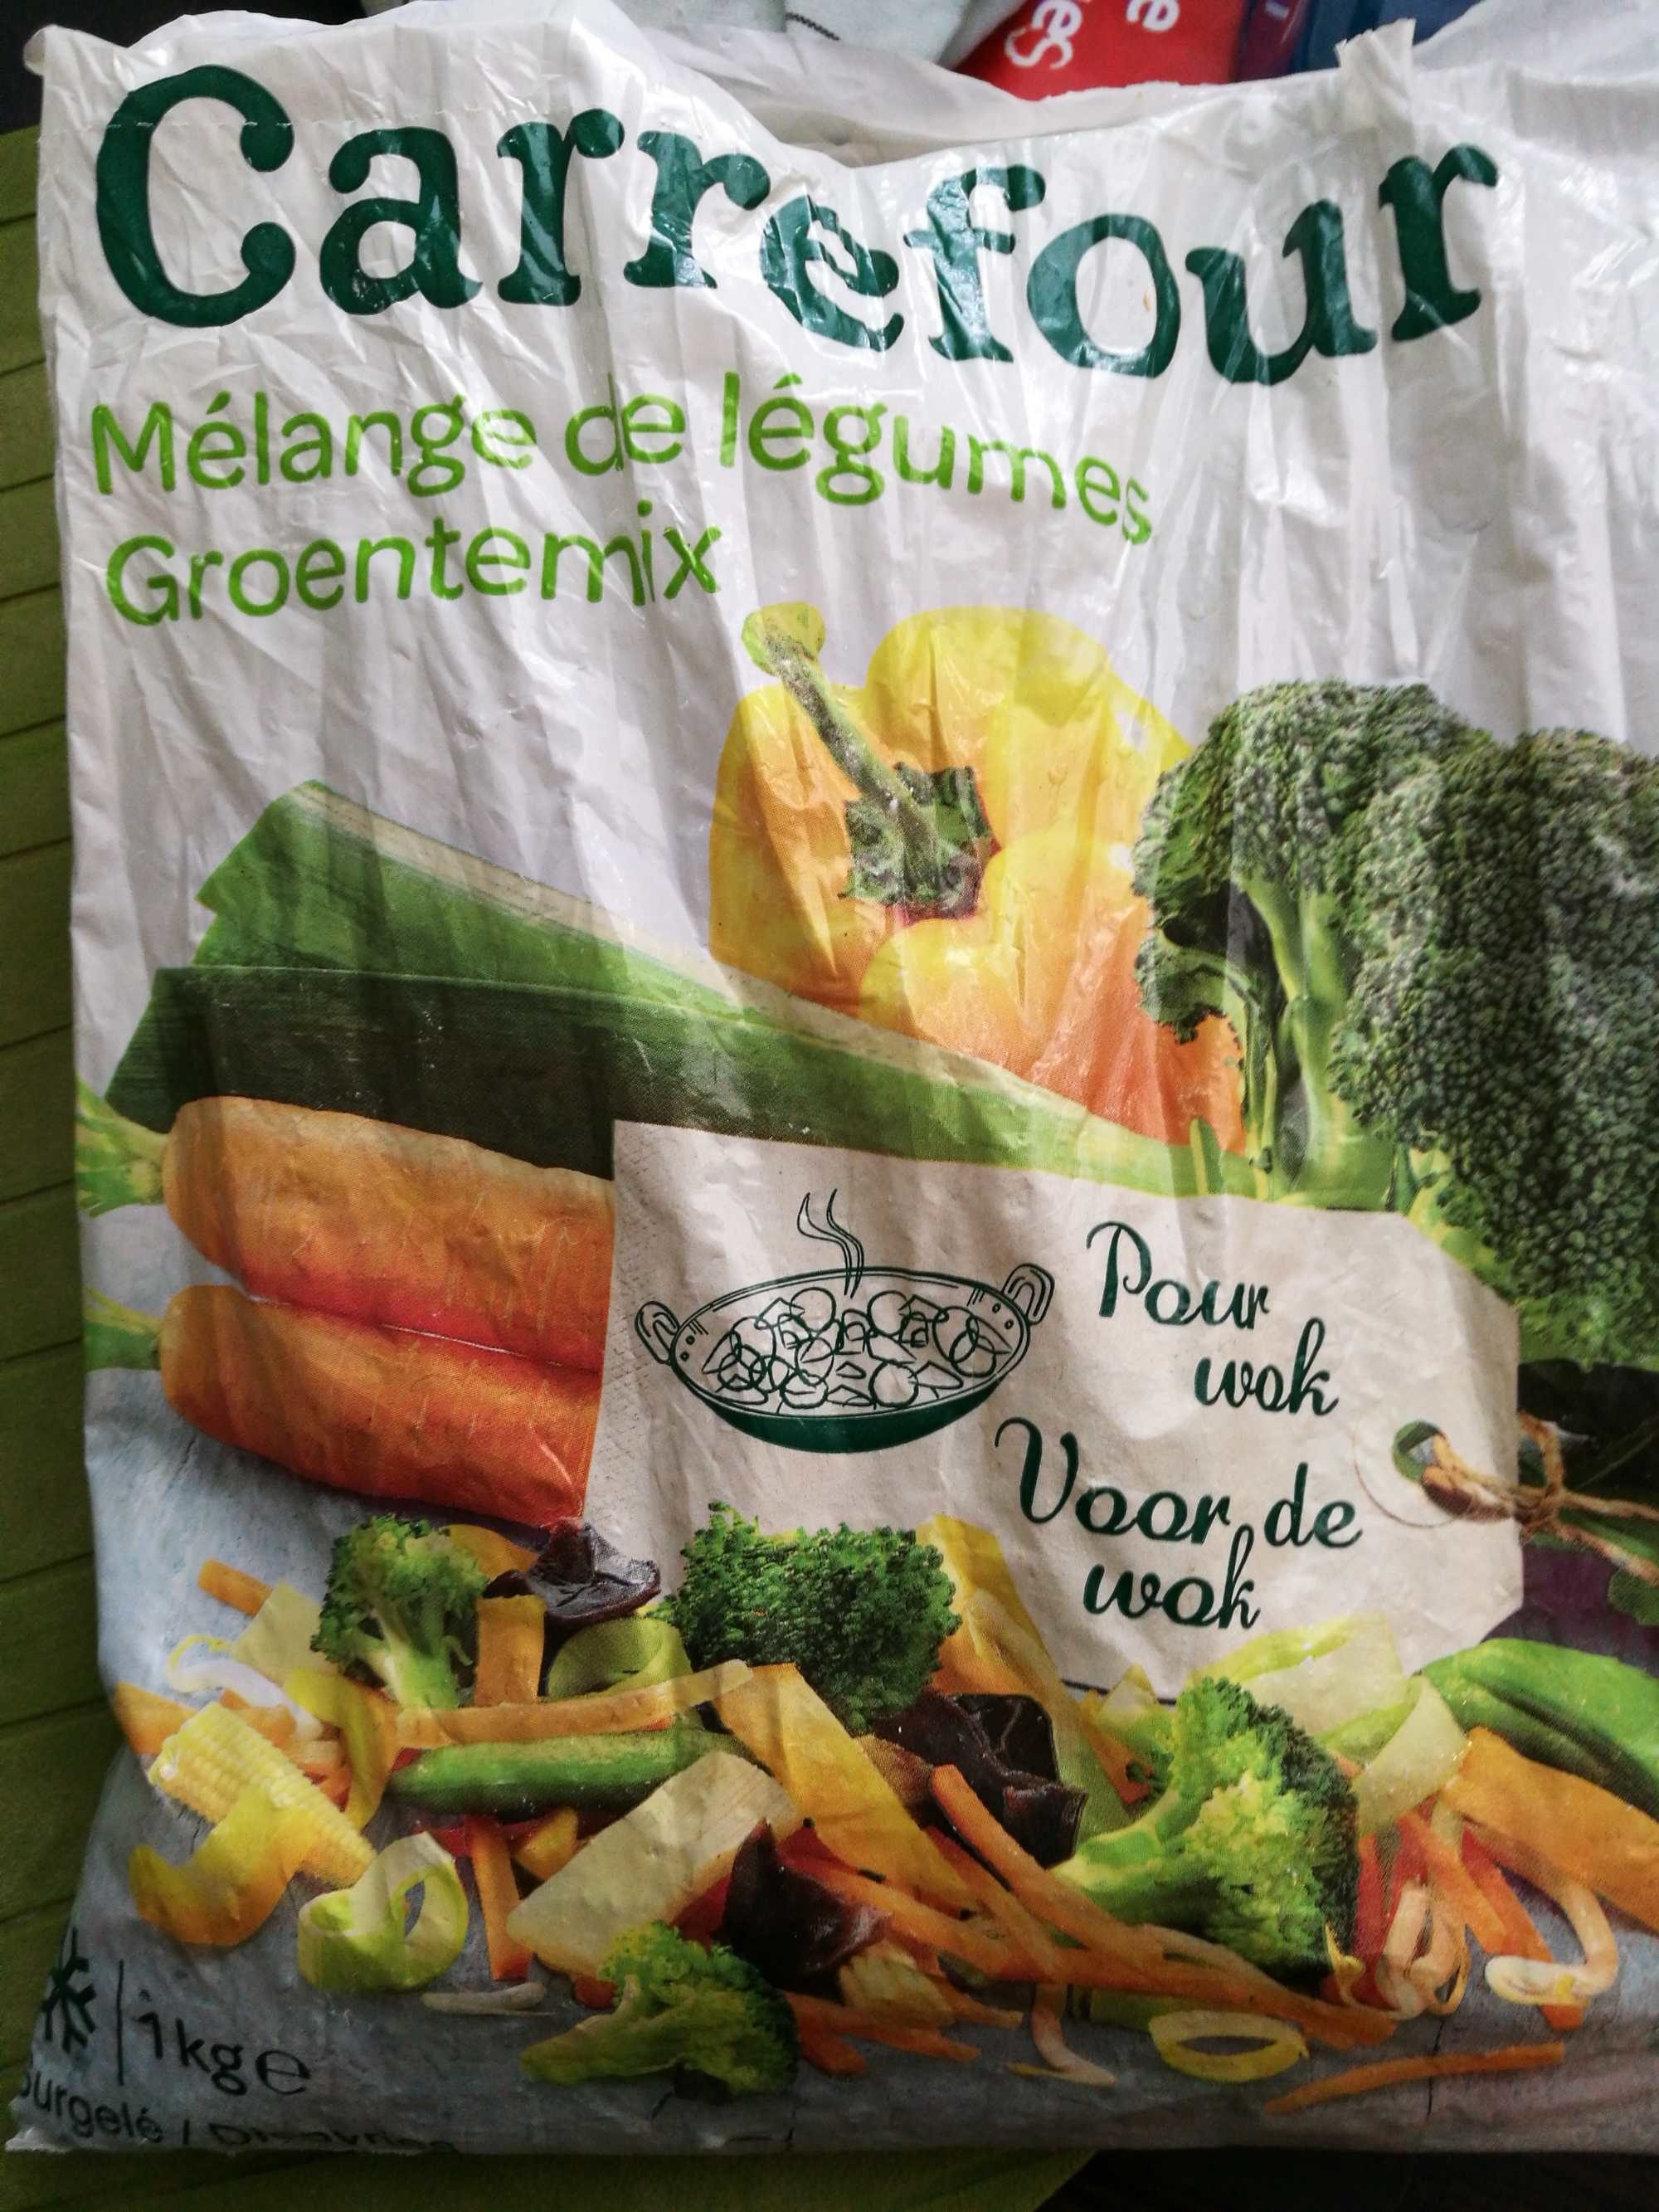 Carrefour
Mélange de légumes
Groentemix
Pour
wok
Voor de
wok
1kg e